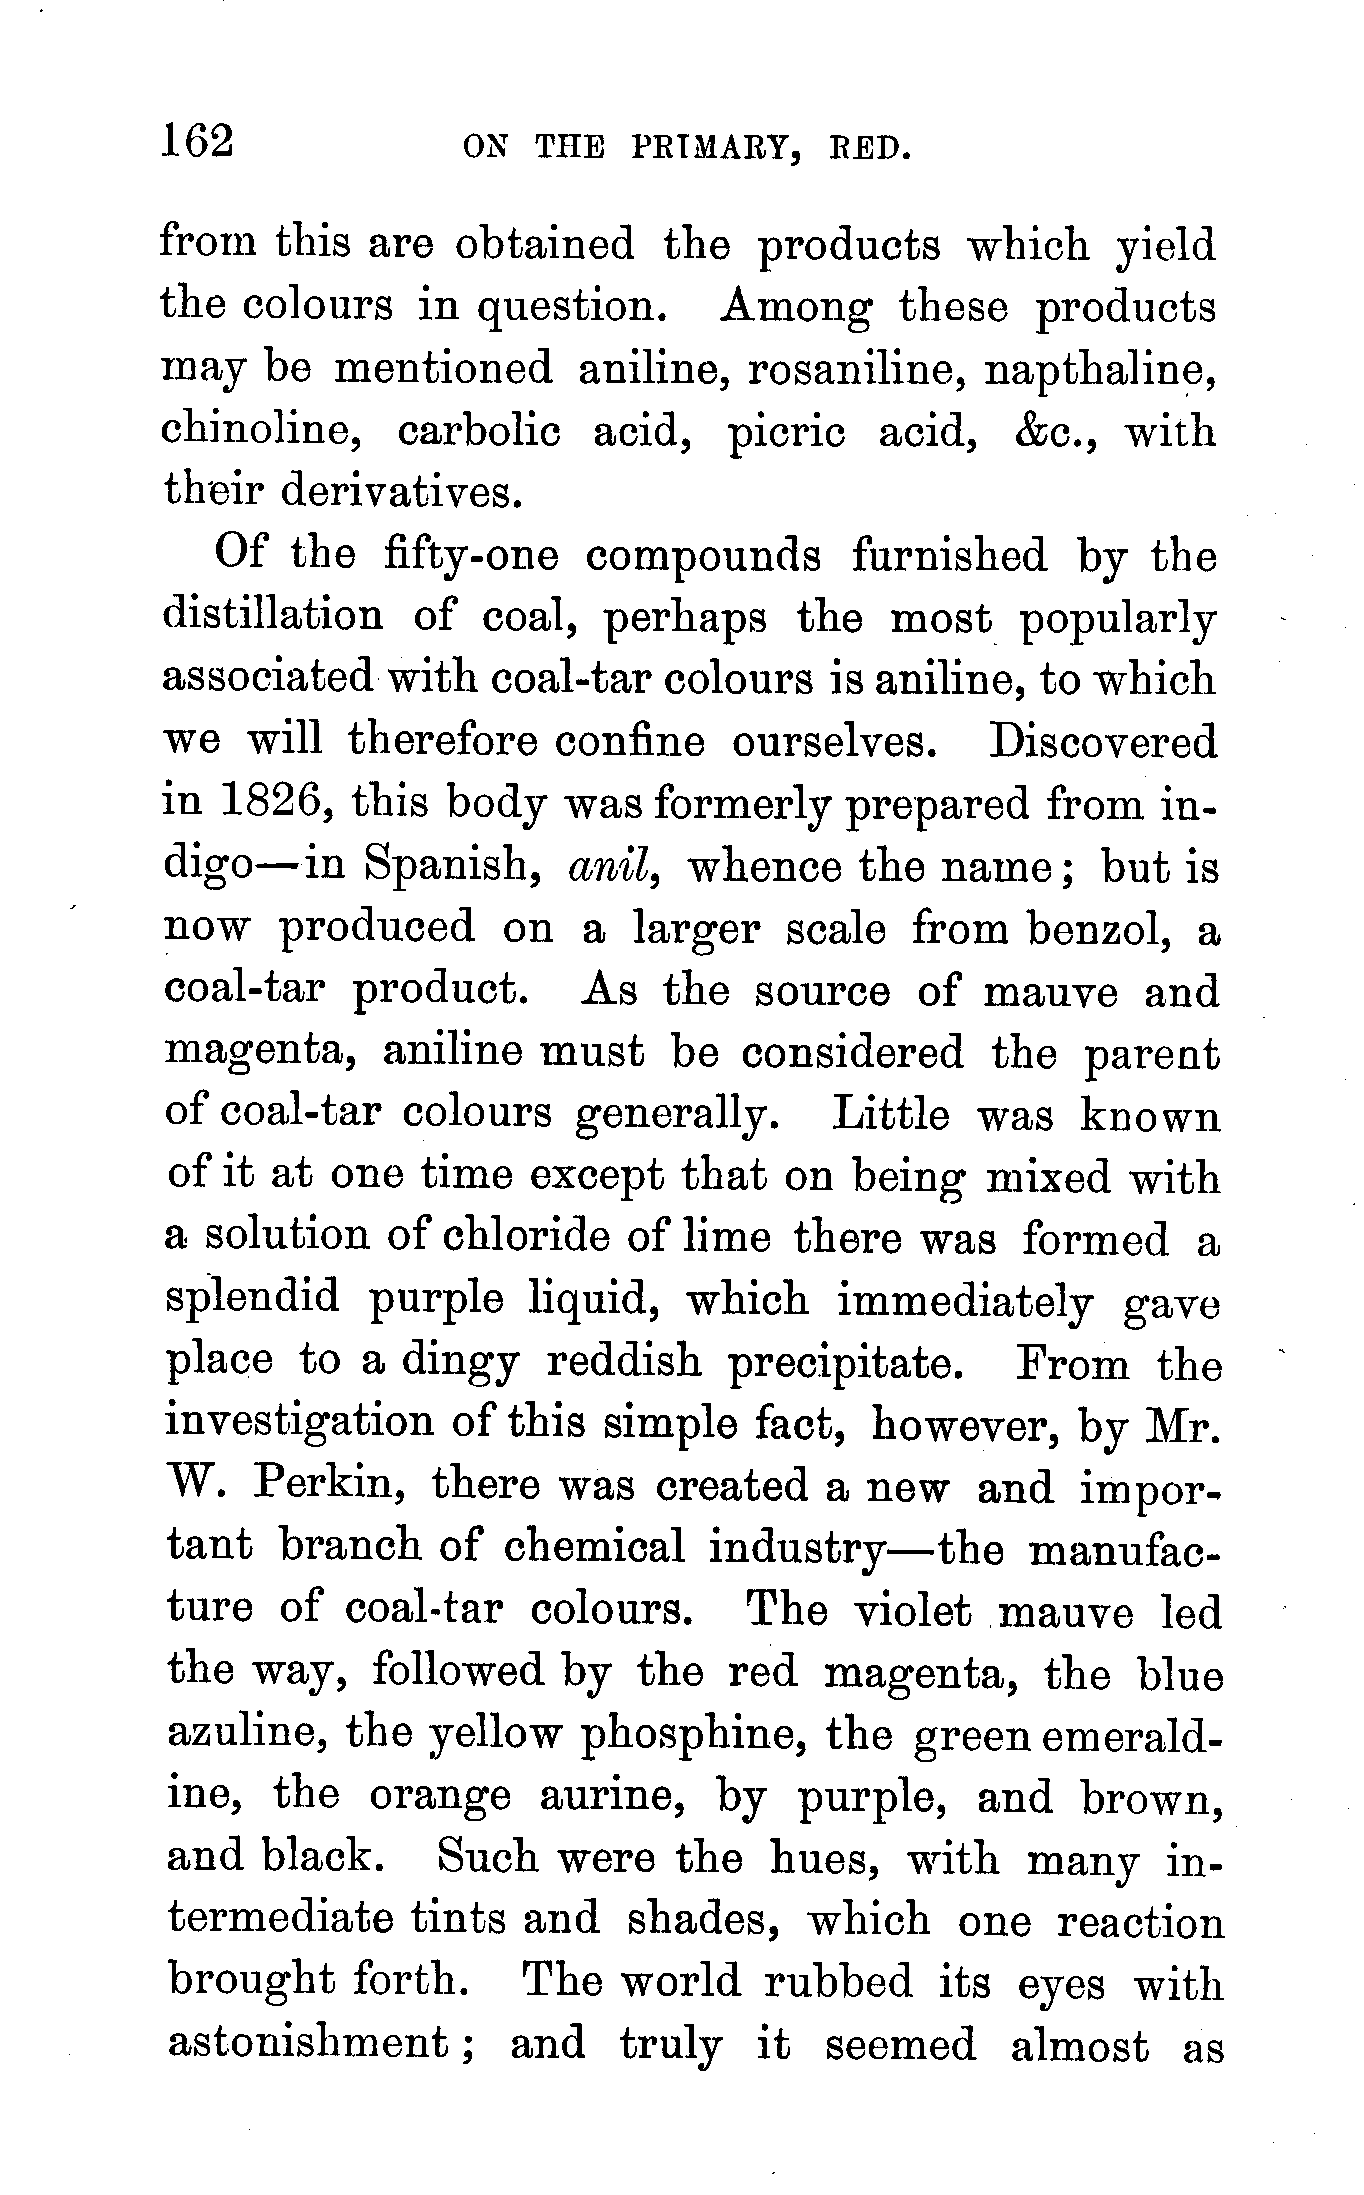 162 ON THE PRIMARY, RED.
from this are obtained the products which yield
the colours in question. Among these products
may be mentioned aniline, rosaniline, napthaline,
chinoline, carbolic acid, picric acid, &c., with
their derivatives.
Of the fifty-one compounds furnished by the
distillation of coal, perhaps the most popularly
associated with coal-tar colours is aniline, to which
we will therefore confine ourselves. Discovered
in 1826, this body was formerly prepared from in-
digo—in Spanish, anil, whence the name; but is
now produced on a larger scale from benzol, a
coal-tar product. As the source of mauve and
magenta, aniline must be considered the parent
of coal-tar colours generally. Little was known
of it at one time except that on being mixed with
a solution of chloride of lime there was formed a
splendid purple liquid, which immediately gave
place to a dingy reddish precipitate. From the
investigation of this simple fact, however, by Mr.
W. Perkin, there was created a new and impor-
tant branch of chemical industry—the manufac-
ture of coal-tar colours. The violet mauve led
the way, followed by the red magenta, the blue
azuline, the yellow phosphine, the green emerald-
ine, the orange aurine, by purple, and brown,
and black. Such were the hues, with many in-
termediate tints and shades, which one reaction
brought forth. The world rubbed its eyes with
astonishment; and truly it seemed almost as